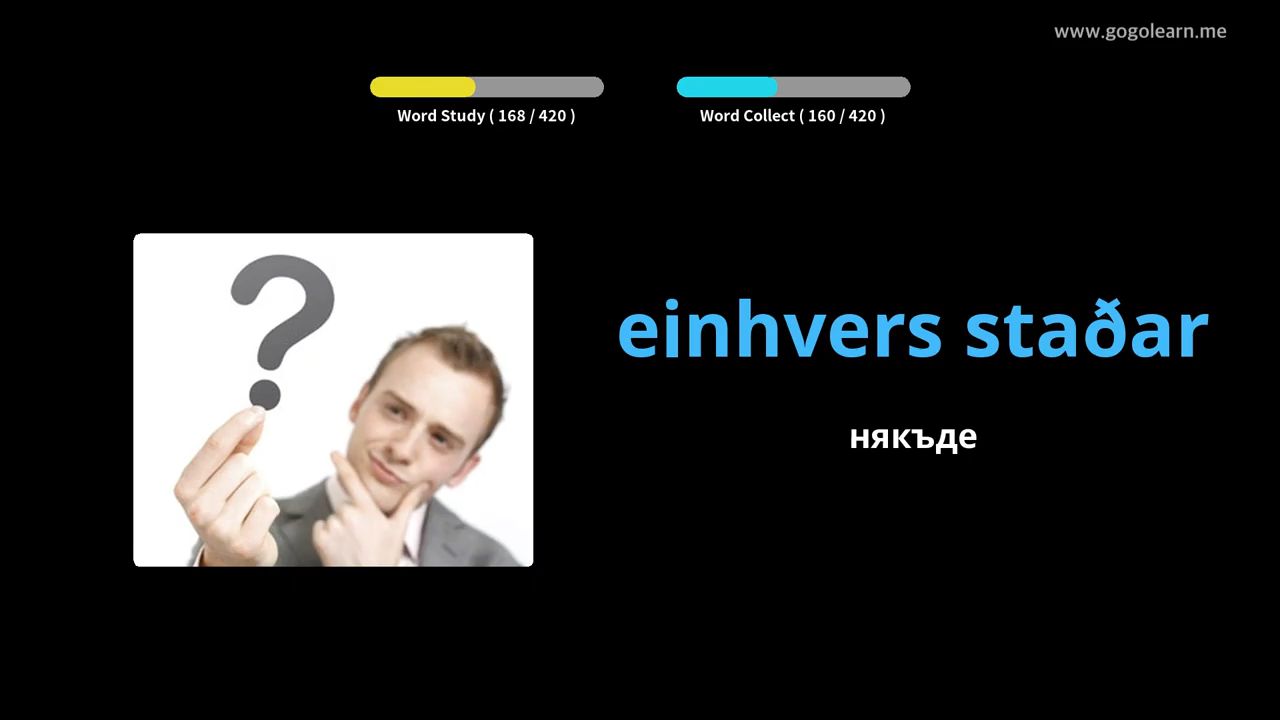 www.gogolearn.me
Word Study ( 168 / 420 )
Word Collect ( 160 / 420 )
einhvers staðar
някъде